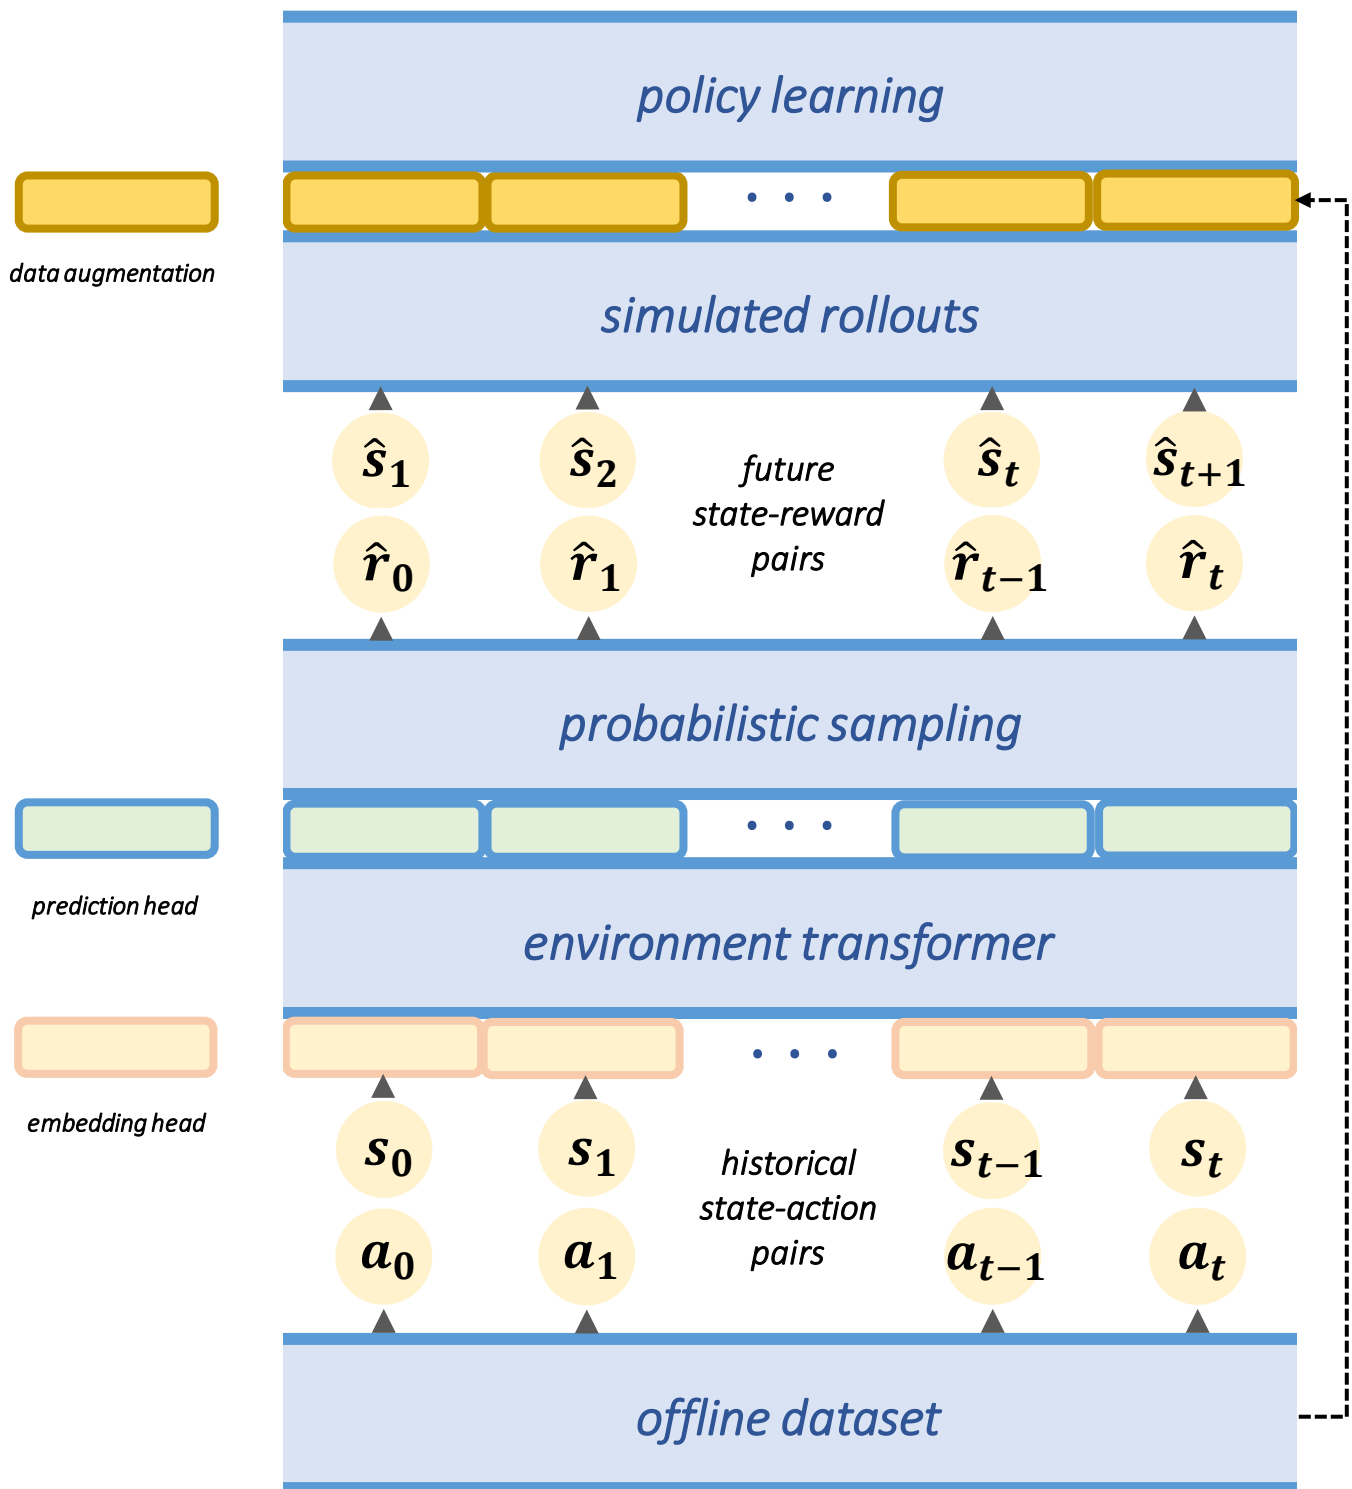 policy learning
. . .
data augmentation
simulated rollouts
ŝ₁ ŝ₂ ŝₜ ŝₜ₊₁
future
state-reward
pairs
r̂₀ r̂₁ r̂ₜ₋₁ r̂ₜ
probabilistic sampling
. . .
prediction head
environment transformer
. . .
embedding head
s₀ s₁ sₜ₋₁ sₜ
historical
state-action
pairs
a₀ a₁ aₜ₋₁ aₜ
offline dataset